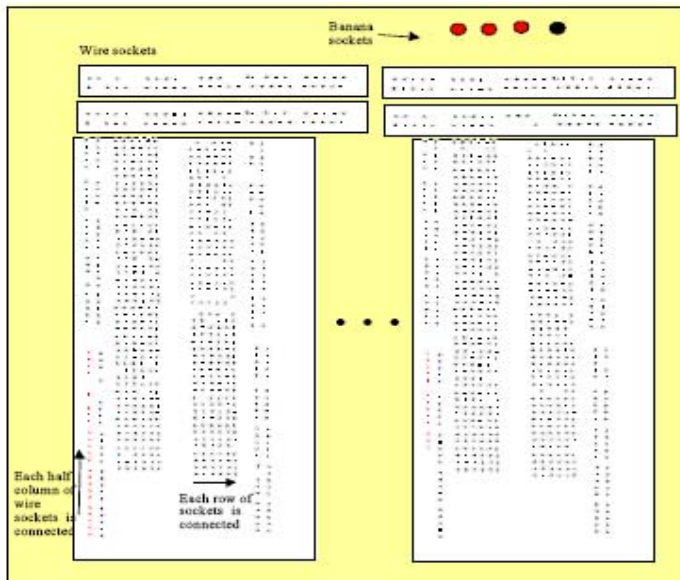 Banana
sockets
Wire sockets
Each half
column of
wire
sockets is
connected
Each row of
sockets is
connected